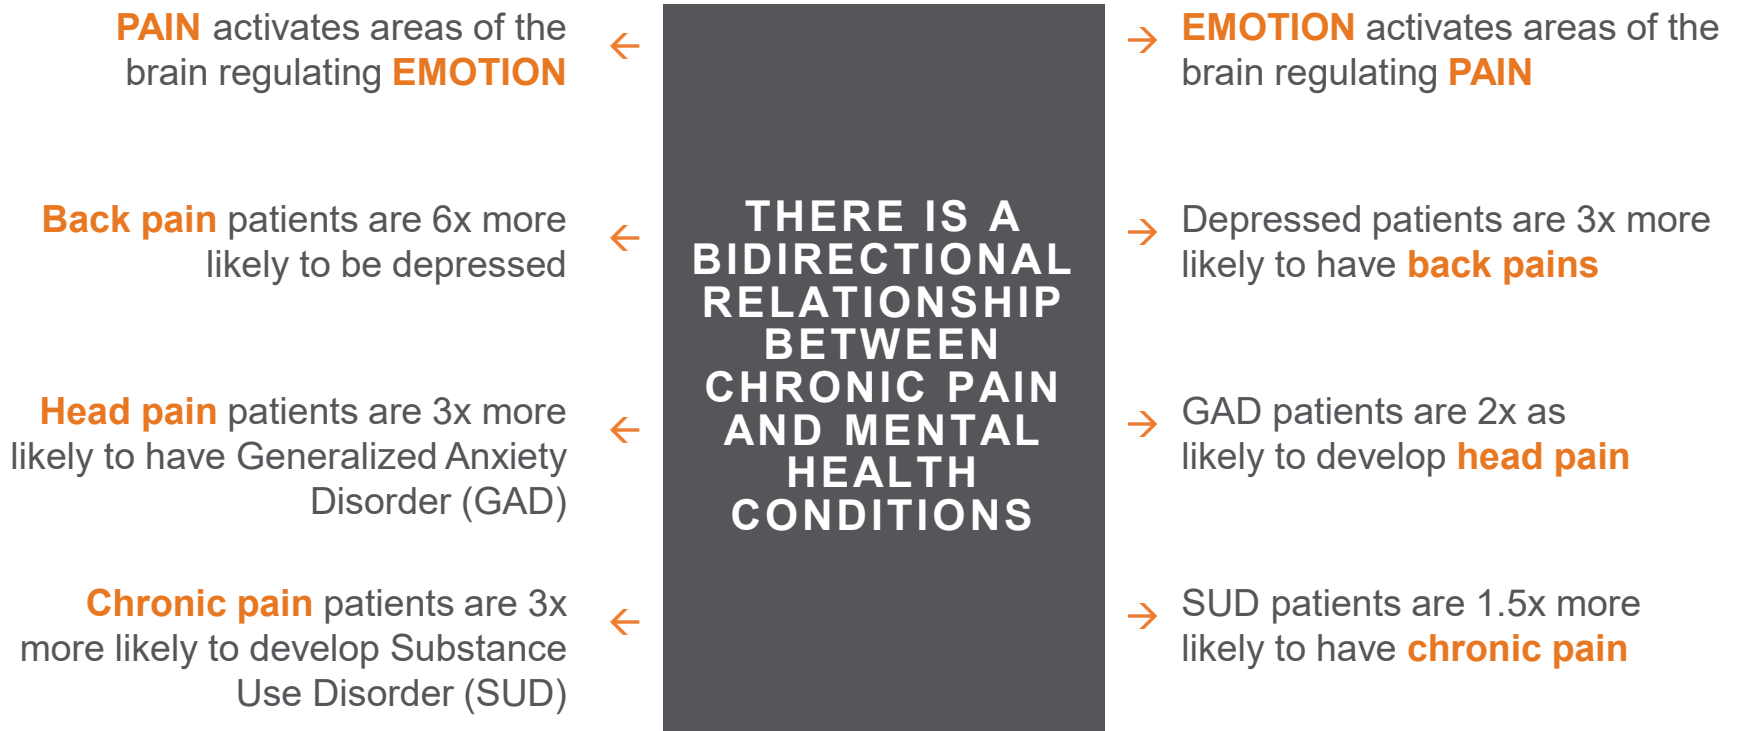 PAIN activates areas of the
brain regulating EMOTION
←
Back pain patients are 6x more
likely to be depressed
←
Head pain patients are 3x more
likely to have Generalized Anxiety
Disorder (GAD)
←
Chronic pain patients are 3x
more likely to develop Substance
Use Disorder (SUD)
←
THERE IS A
BIDIRECTIONAL
RELATIONSHIP
BETWEEN
CHRONIC PAIN
AND MENTAL
HEALTH
CONDITIONS
→ EMOTION activates areas of the
brain regulating PAIN
→ Depressed patients are 3x more
likely to have back pains
→ GAD patients are 2x as
likely to develop head pain
→ SUD patients are 1.5x more
likely to have chronic pain